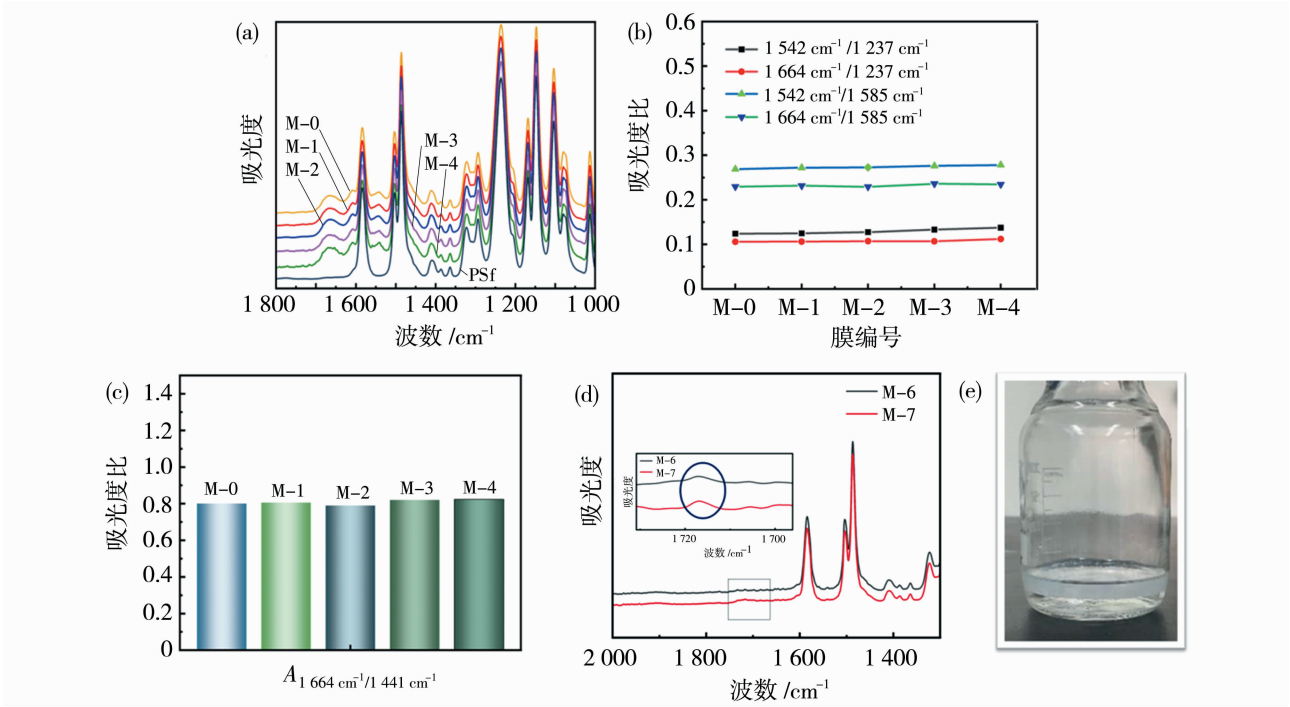 (a)
吸光度
M-0
M-1
M-2
M-3
M-4
PSf
1 800 1 600 1 400 1 200 1 000
波数 /cm⁻¹
(b)
吸光度比
0.6
0.5
0.4
0.3
0.2
0.1
0
1 542 cm⁻¹ /1 237 cm⁻¹
1 664 cm⁻¹ /1 237 cm⁻¹
1 542 cm⁻¹/1 585 cm⁻¹
1 664 cm⁻¹/1 585 cm⁻¹
M-0 M-1 M-2 M-3 M-4
膜编号
(c)
吸光度比
1.4
1.2
1.0
0.8
0.6
0.4
0.2
0
M-0 M-1 M-2 M-3 M-4
A1 664 cm⁻¹/1 441 cm⁻¹
(d)
吸光度
M-6
M-7
M-6
M-7
吸光度
1 720 1 700
波数 /cm⁻¹
2 000 1 800 1 600 1 400
波数 /cm⁻¹
(e)